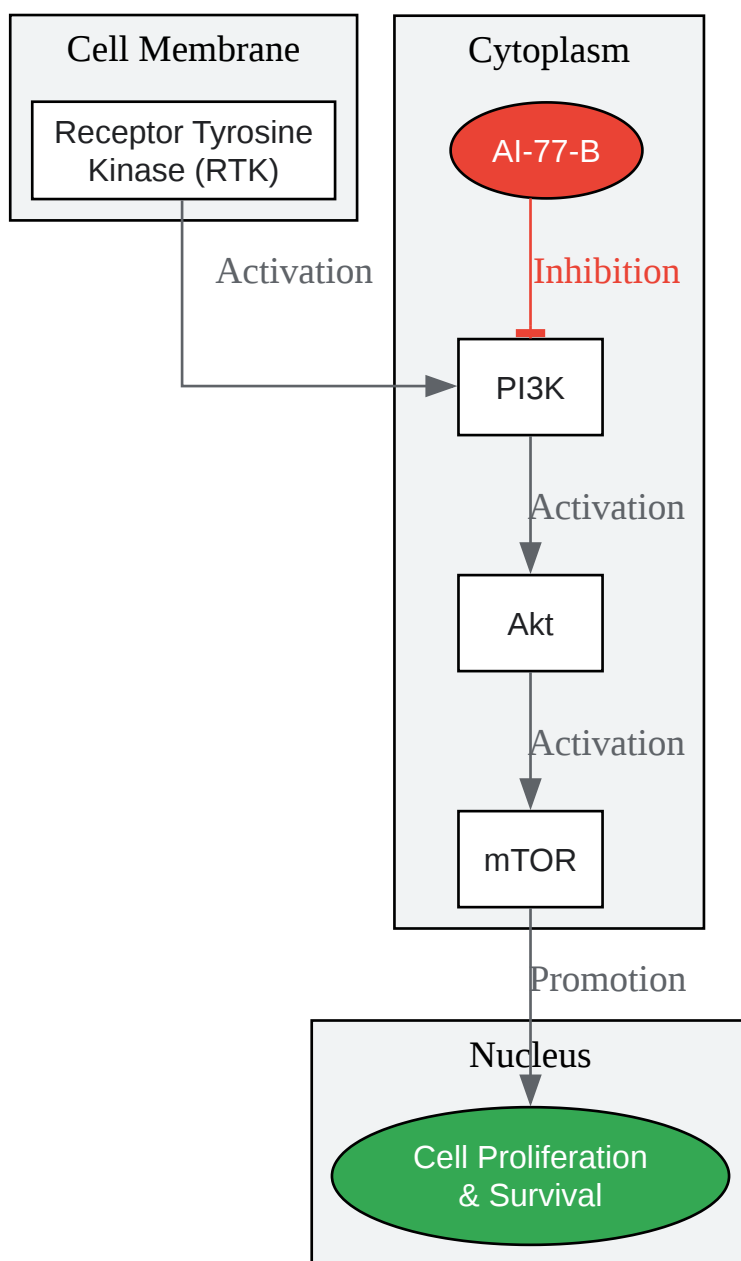 Cell Membrane
Receptor Tyrosine
Kinase (RTK)
Activation
Cytoplasm
AI-77-B
Inhibition
PI3K
Activation
Akt
Activation
mTOR
Promotion
Nucleus
Cell Proliferation
& Survival